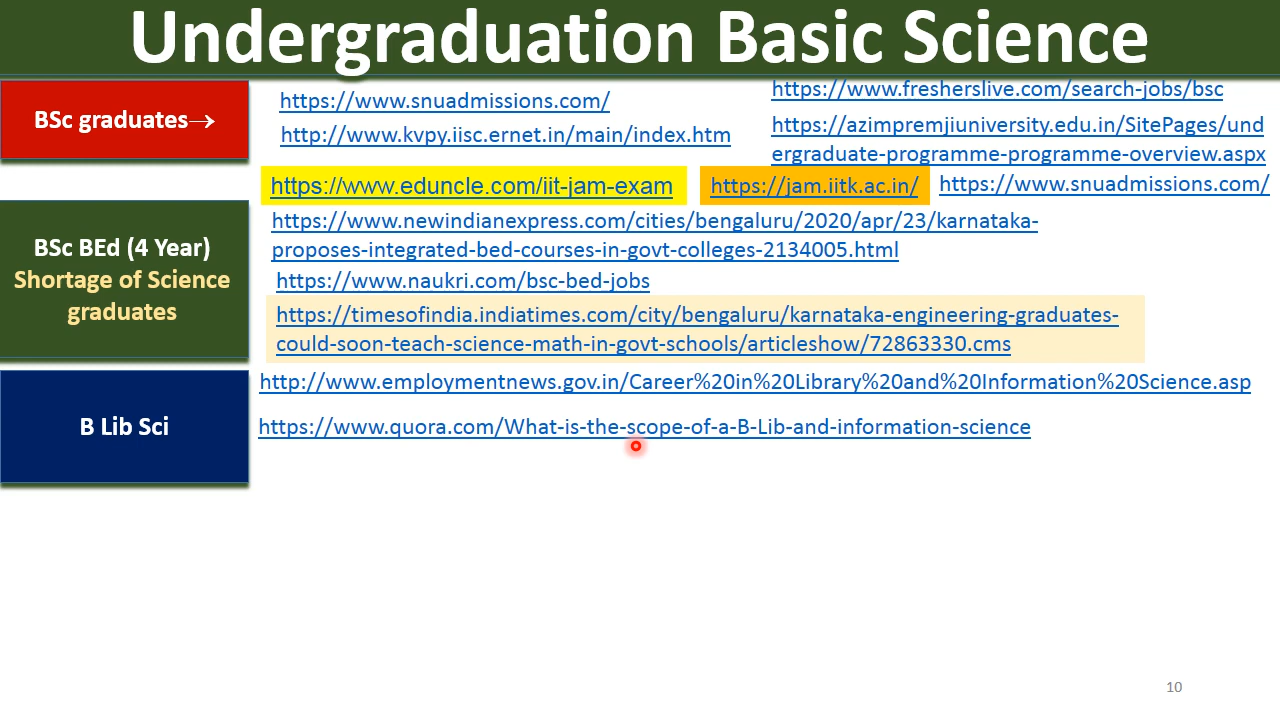 Undergraduation Basic Science
BSc graduates→
https://www.snuadmissions.com/
http://www.kvpy.iisc.ernet.in/main/index.htm
https://www.fresherslive.com/search-jobs/bsc
https://azimpremjiuniversity.edu.in/SitePages/und
ergraduate-programme-programme-overview.aspx
https://www.eduncle.com/iit-jam-exam
https://jam.iitk.ac.in/
https://www.snuadmissions.com/
BSc BEd (4 Year)
Shortage of Science
graduates
https://www.newindianexpress.com/cities/bengaluru/2020/apr/23/karnataka-
proposes-integrated-bed-courses-in-govt-colleges-2134005.html
https://www.naukri.com/bsc-bed-jobs
https://timesofindia.indiatimes.com/city/bengaluru/karnataka-engineering-graduates-
could-soon-teach-science-math-in-govt-schools/articleshow/72863330.cms
B Lib Sci
http://www.employmentnews.gov.in/Career%20in%20Library%20and%20Information%20Science.asp
https://www.quora.com/What-is-the-scope-of-a-B-Lib-and-information-science
10